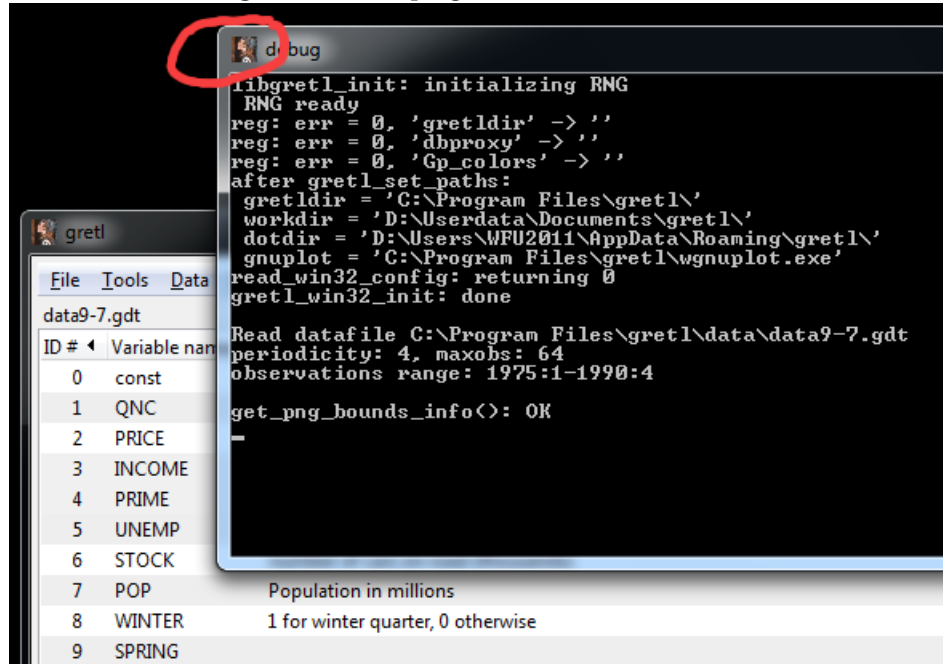 debug
libgretl_init: initializing RNG
RNG ready
reg: err = 0, 'gretldir' -> ''
reg: err = 0, 'dbproxy' -> ''
reg: err = 0, 'Gp_colors' -> ''
after gretl_set_paths:
gretldir = 'C:\Program Files\gretl\'
workdir = 'D:\Userdata\Documents\gretl\'
dotdir = 'D:\Users\WFU2011\AppData\Roaming\gretl\'
gnuplot = 'C:\Program Files\gretl\wgnuplot.exe'
read_win32_config: returning 0
gretl_win32_init: done
Read datafile C:\Program Files\gretl\data\data9-7.gdt
periodicity: 4, maxobs: 64
observations range: 1975:1-1990:4
get_png_bounds_info(): OK
gretl
File Tools Data
data9-7.gdt
ID # Variable nam
0 const
1 QNC
2 PRICE
3 INCOME
4 PRIME
5 UNEMP
6 STOCK
7 POP Population in millions
8 WINTER 1 for winter quarter, 0 otherwise
9 SPRING